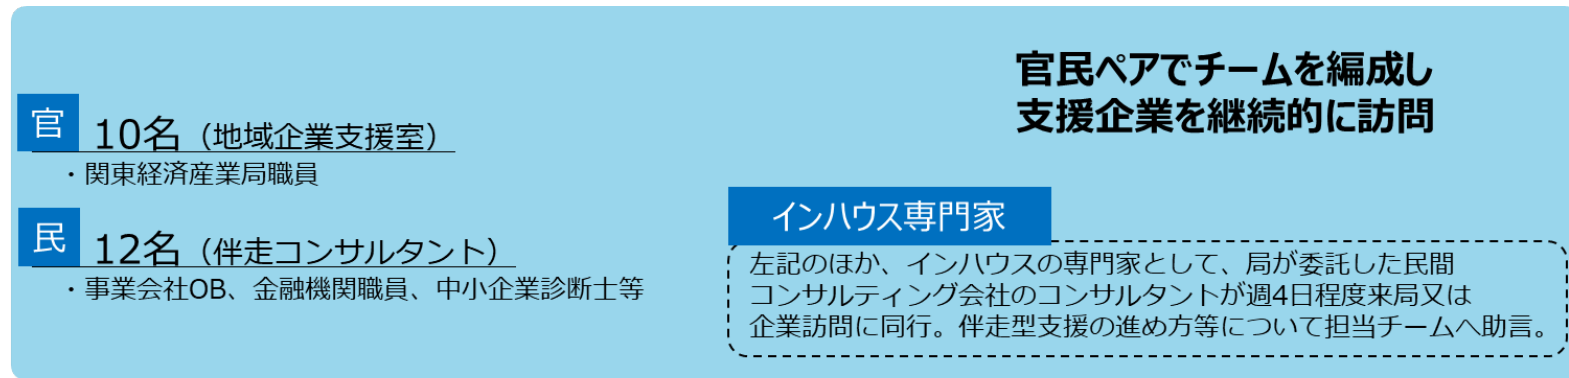 官民ペアでチームを編成し
支援企業を継続的に訪問
官 10名（地域企業支援室）
・関東経済産業局職員
民 12名（伴走コンサルタント）
・事業会社OB、金融機関職員、中小企業診断士等
インハウス専門家
左記のほか、インハウスの専門家として、局が委託した民間
コンサルティング会社のコンサルタントが週4日程度来局又は
企業訪問に同行。伴走型支援の進め方等について担当チームへ助言。